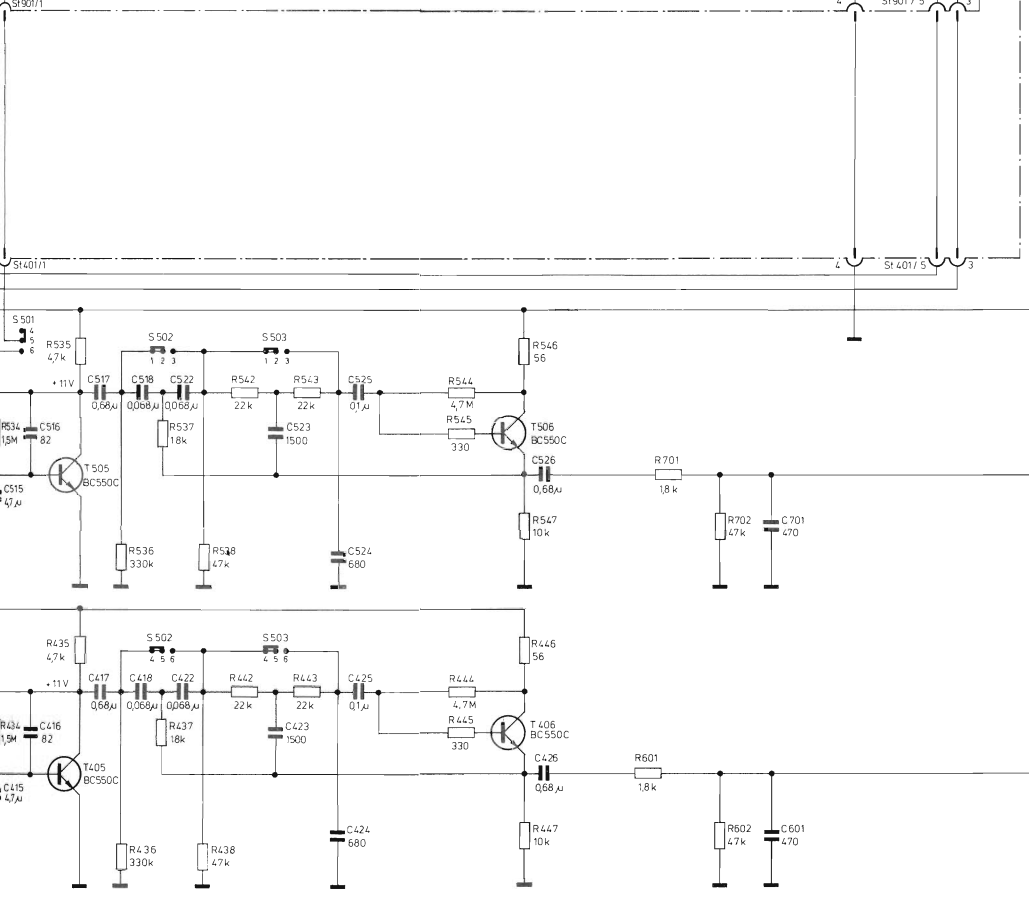 St901/1
4
St901 / 5
3
St401/1
4
St 401 / 5
3
S 501
4
5
6
R535
4,7k
S 502
1 2 3
S 503
1 2 3
R546
56
+ 11V
C517
0,68µ
C518
0,068µ
C522
0,068µ
R542
22k
R543
22k
C525
0,1µ
R544
4,7M
R534
1,5M
C516
82
R537
18k
C523
1500
R545
330
T506
BC550C
T505
BC550C
C515
4,7µ
C526
0,68µ
R701
1,8k
R547
10k
R702
47k
C701
470
R536
330k
R538
47k
C524
680
R435
4,7k
S 502
4 5 6
S 503
4 5 6
R446
56
+ 11V
C417
0,68µ
C418
0,068µ
C422
0,068µ
R442
22k
R443
22k
C425
0,1µ
R444
4,7M
R434
1,5M
C416
82
R437
18k
C423
1500
R445
330
T 406
BC550C
T405
BC550C
C415
4,7µ
C426
0,68µ
R601
1,8k
C424
680
R447
10k
R602
47k
C601
470
R436
330k
R438
47k